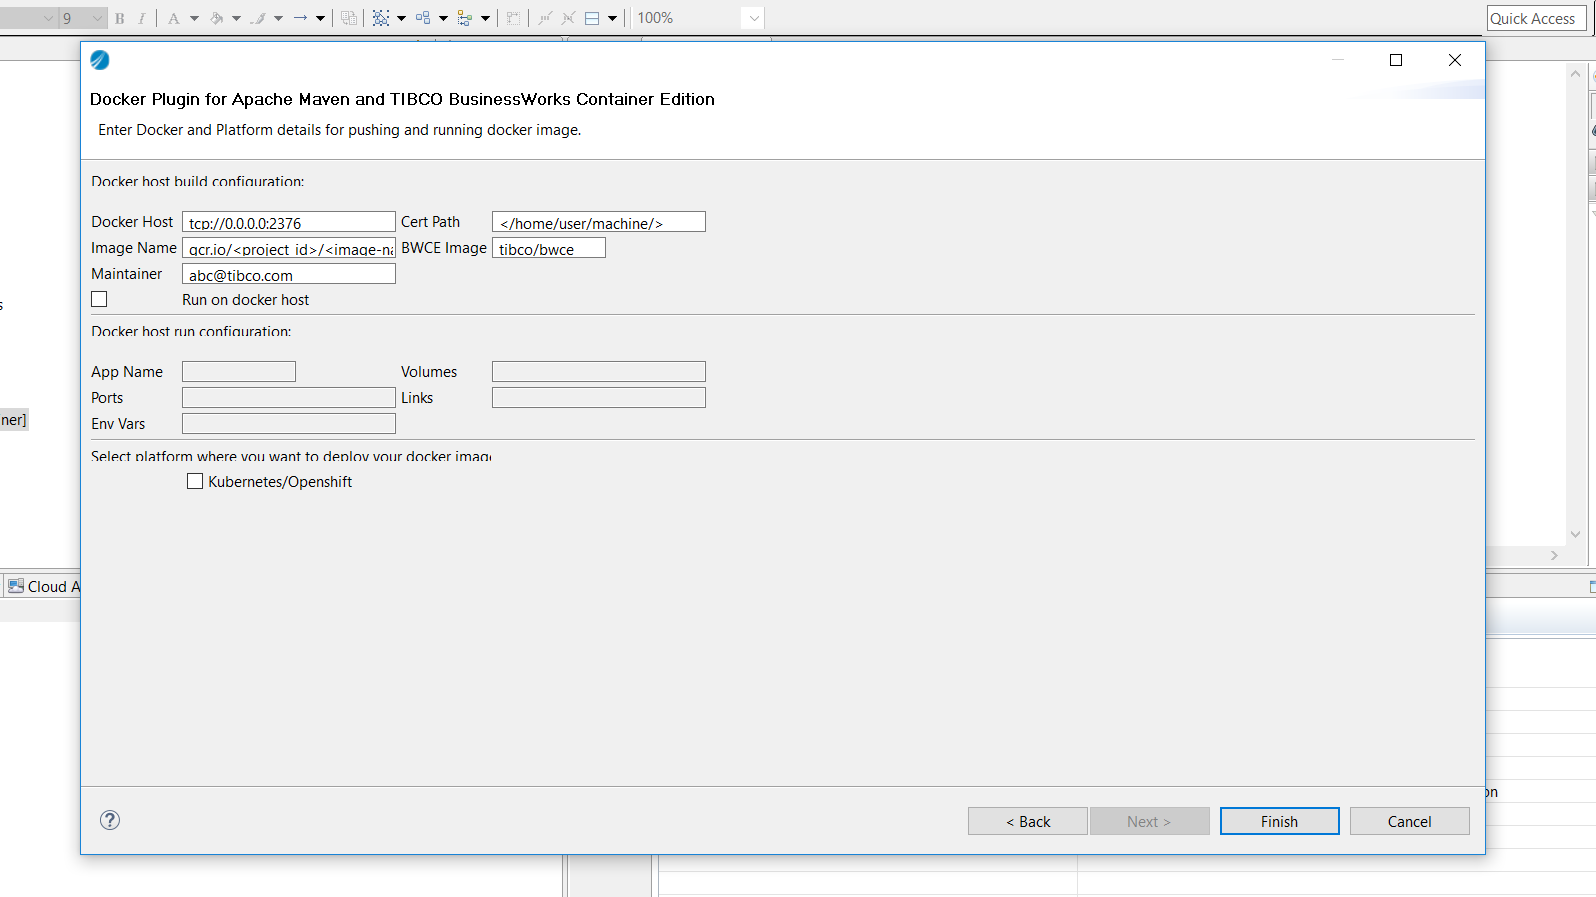 9 B I A 100% Quick Access
Docker Plugin for Apache Maven and TIBCO BusinessWorks Container Edition
Enter Docker and Platform details for pushing and running docker image.
Docker host build configuration:
Docker Host tcp://0.0.0.0:2376 Cert Path </home/user/machine/>
Image Name gcr.io/<project_id>/<image-na BWCE Image tibco/bwce
Maintainer abc@tibco.com
Run on docker host
s
Docker host run configuration:
App Name Volumes
Ports Links
ner]
Env Vars
Select platform where you want to deploy your docker image
Kubernetes/Openshift
Cloud A
on
? < Back Next > Finish Cancel